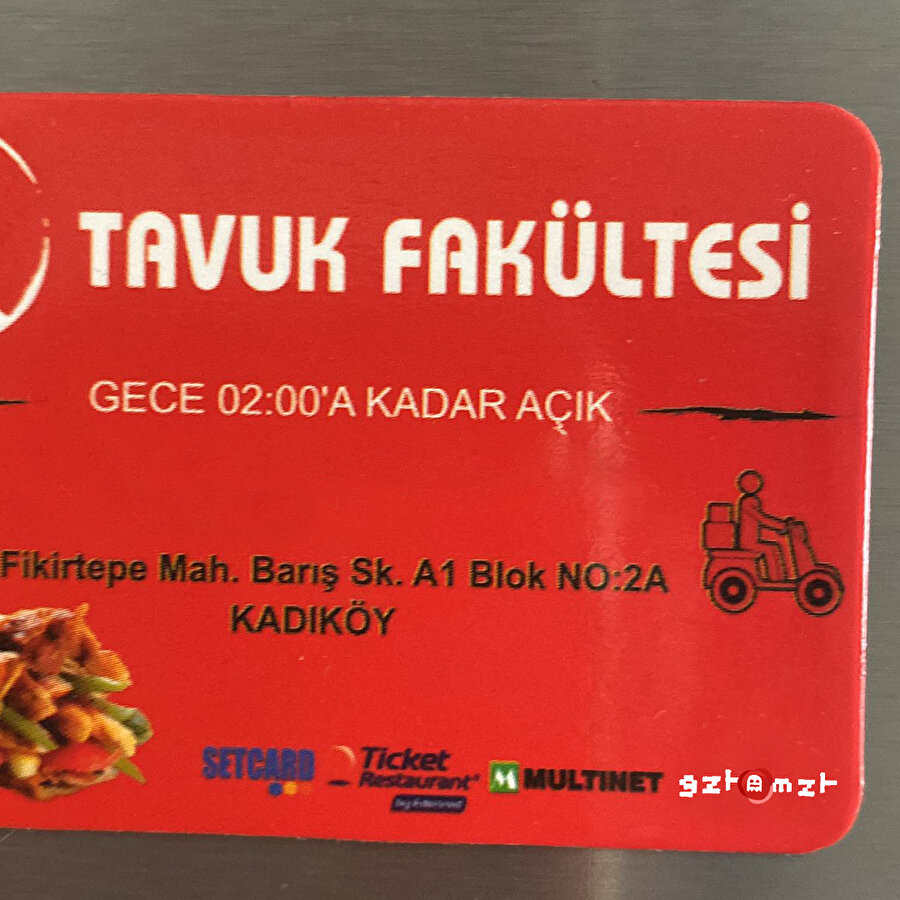 TAVUK FAKÜLTESİ
GECE 02:00'A KADAR AÇIK
Fikirtepe Mah. Barış Sk. A1 Blok NO:2A
KADIKÖY
SETCARD Ticket Restaurant MULTINET